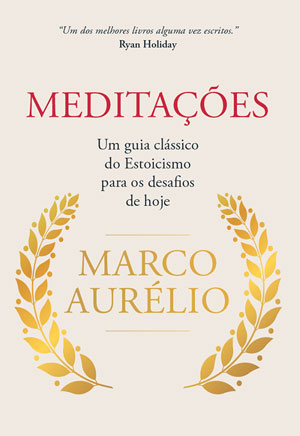 “Um dos melhores livros alguma vez escritos.”
Ryan Holiday
MEDITAÇÕES
Um guia clássico
do Estoicismo
para os desafios
de hoje
MARCO
AURÉLIO